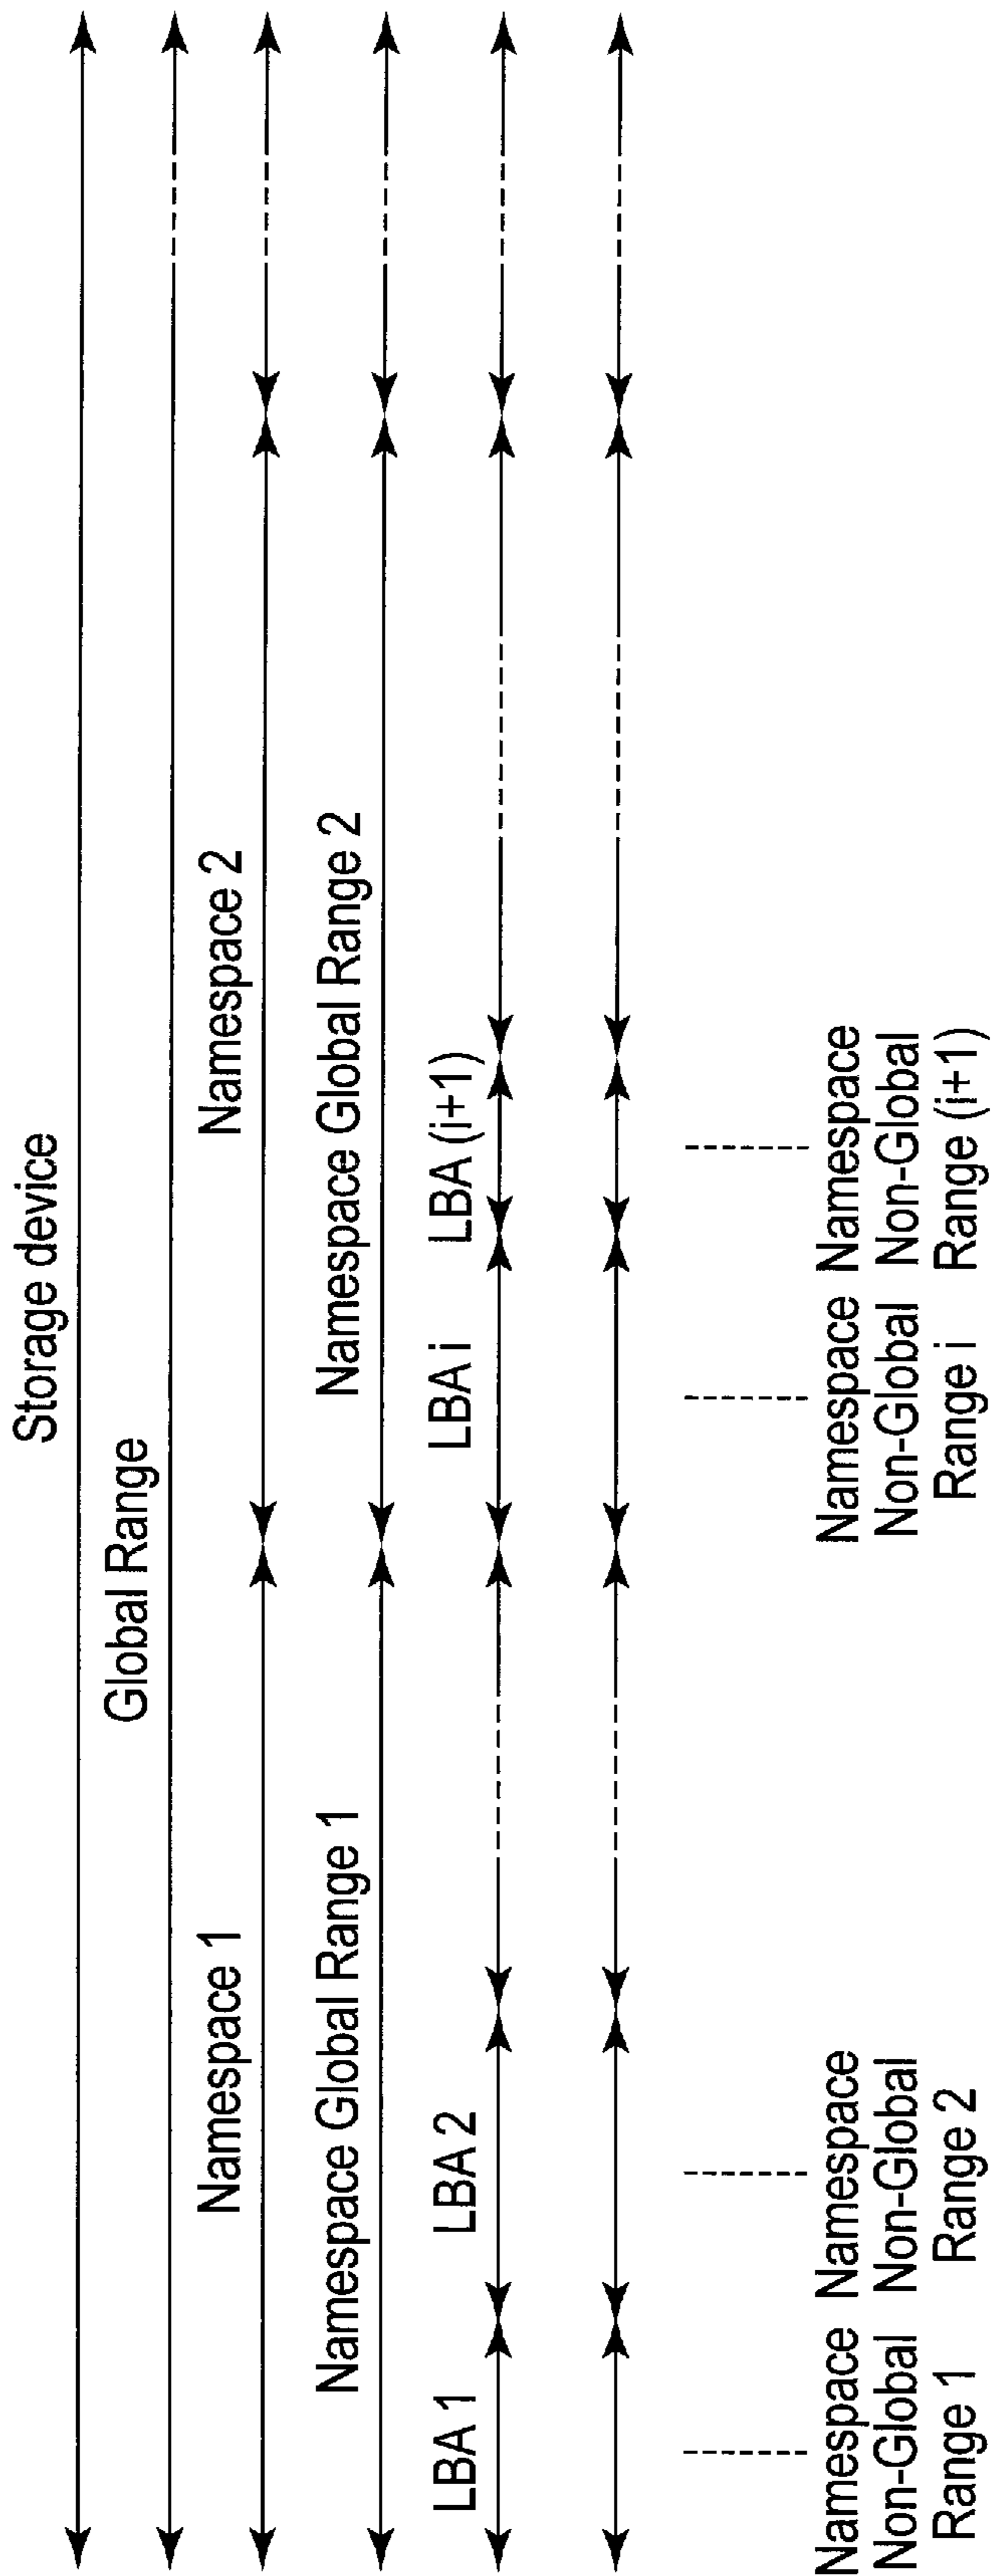 Storage device
Global Range
Namespace 1
Namespace 2
Namespace Global Range 1
Namespace Global Range 2
LBA 1
LBA 2
LBA i
LBA (i+1)
Namespace
Non-Global
Range 1
Namespace
Non-Global
Range 2
Namespace
Non-Global
Range i
Namespace
Non-Global
Range (i+1)